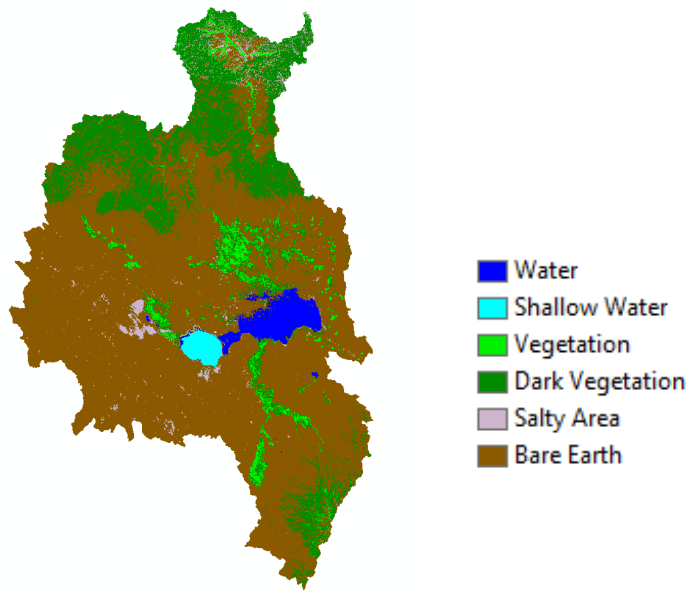 Water
Shallow Water
Vegetation
Dark Vegetation
Salty Area
Bare Earth